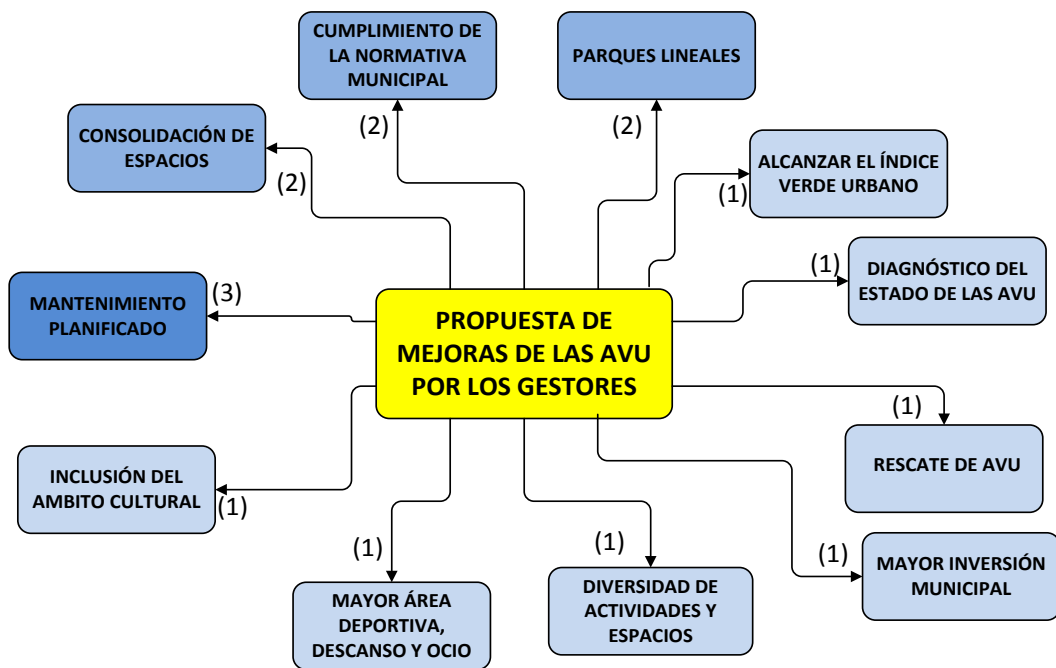 CUMPLIMIENTO DE
LA NORMATIVA
MUNICIPAL
(2)
PARQUES LINEALES
(2)
CONSOLIDACIÓN DE
ESPACIOS
(2)
ALCANZAR EL ÍNDICE
VERDE URBANO
(1)
DIAGNÓSTICO DEL
ESTADO DE LAS AVU
(1)
MANTENIMIENTO
PLANIFICADO
(3)
PROPUESTA DE
MEJORAS DE LAS AVU
POR LOS GESTORES
RESCATE DE AVU
(1)
INCLUSIÓN DEL
AMBITO CULTURAL
(1)
MAYOR ÁREA
DEPORTIVA,
DESCANSO Y OCIO
(1)
DIVERSIDAD DE
ACTIVIDADES Y
ESPACIOS
(1)
MAYOR INVERSIÓN
MUNICIPAL
(1)